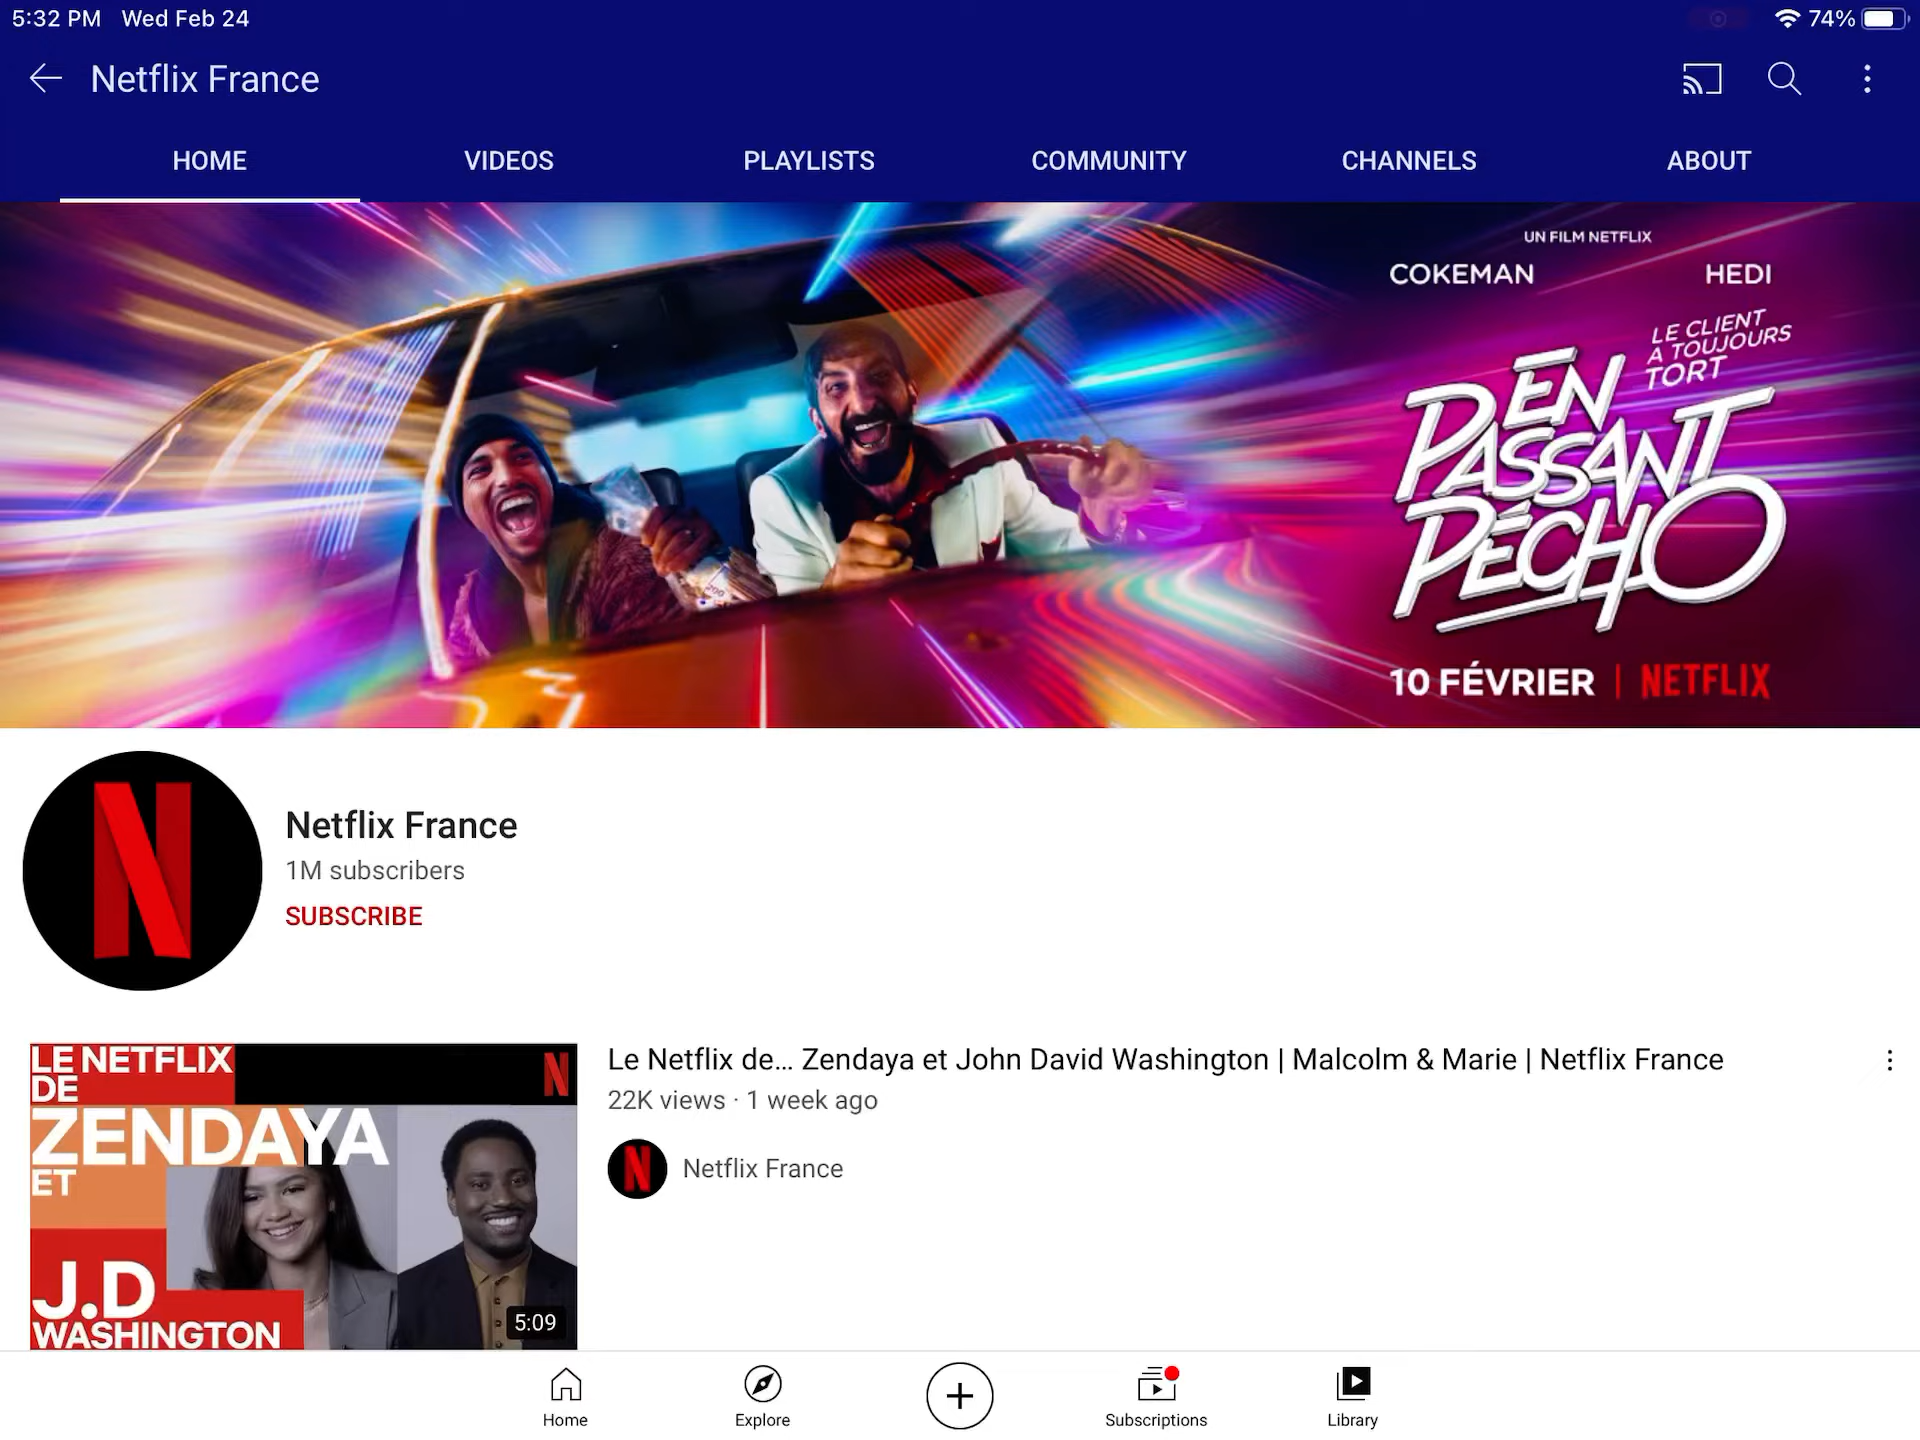 5:32 PM Wed Feb 24
74%
Netflix France
HOME
VIDEOS
PLAYLISTS
COMMUNITY
CHANNELS
ABOUT
UN FILM NETFLIX
COKEMAN
HEDI
LE CLIENT
A TOUJOURS
TORT
EN
PASSANT
PÉCHO
10 FÉVRIER | NETFLIX
Netflix France
1M subscribers
SUBSCRIBE
LE NETFLIX
DE
ZENDAYA
ET
J.D
WASHINGTON
5:09
Le Netflix de... Zendaya et John David Washington | Malcolm & Marie | Netflix France
22K views · 1 week ago
Netflix France
Home
Explore
Subscriptions
Library